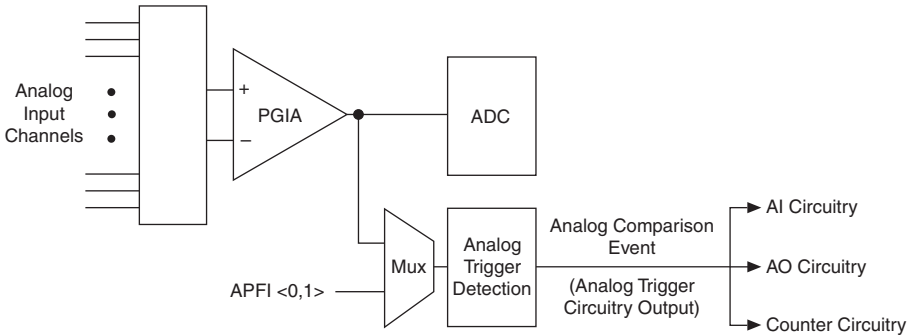 Analog
Input
Channels
+
−
PGIA
ADC
Mux
APFI <0,1>
Analog
Trigger
Detection
Analog Comparison
Event
(Analog Trigger
Circuitry Output)
AI Circuitry
AO Circuitry
Counter Circuitry